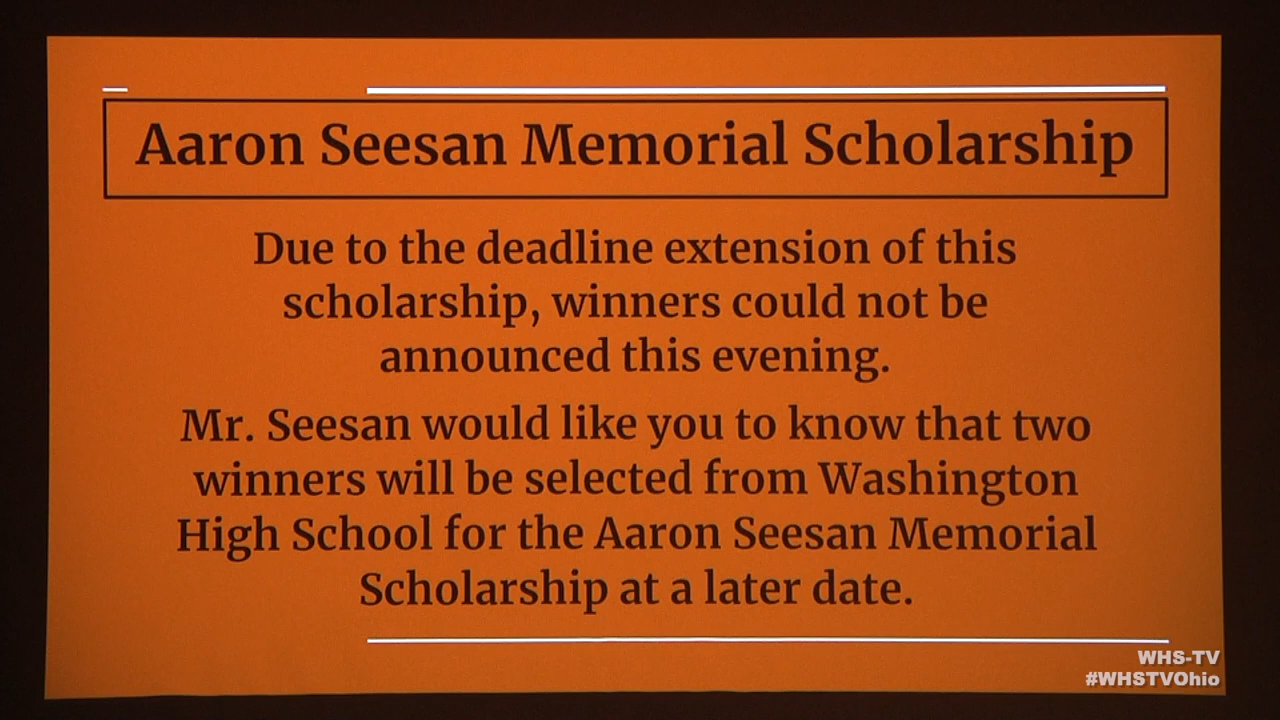 Aaron Seesan Memorial Scholarship
Due to the deadline extension of this
scholarship, winners could not be
announced this evening.
Mr. Seesan would like you to know that two
winners will be selected from Washington
High School for the Aaron Seesan Memorial
Scholarship at a later date.
WHS-TV
#WHSTVOhio